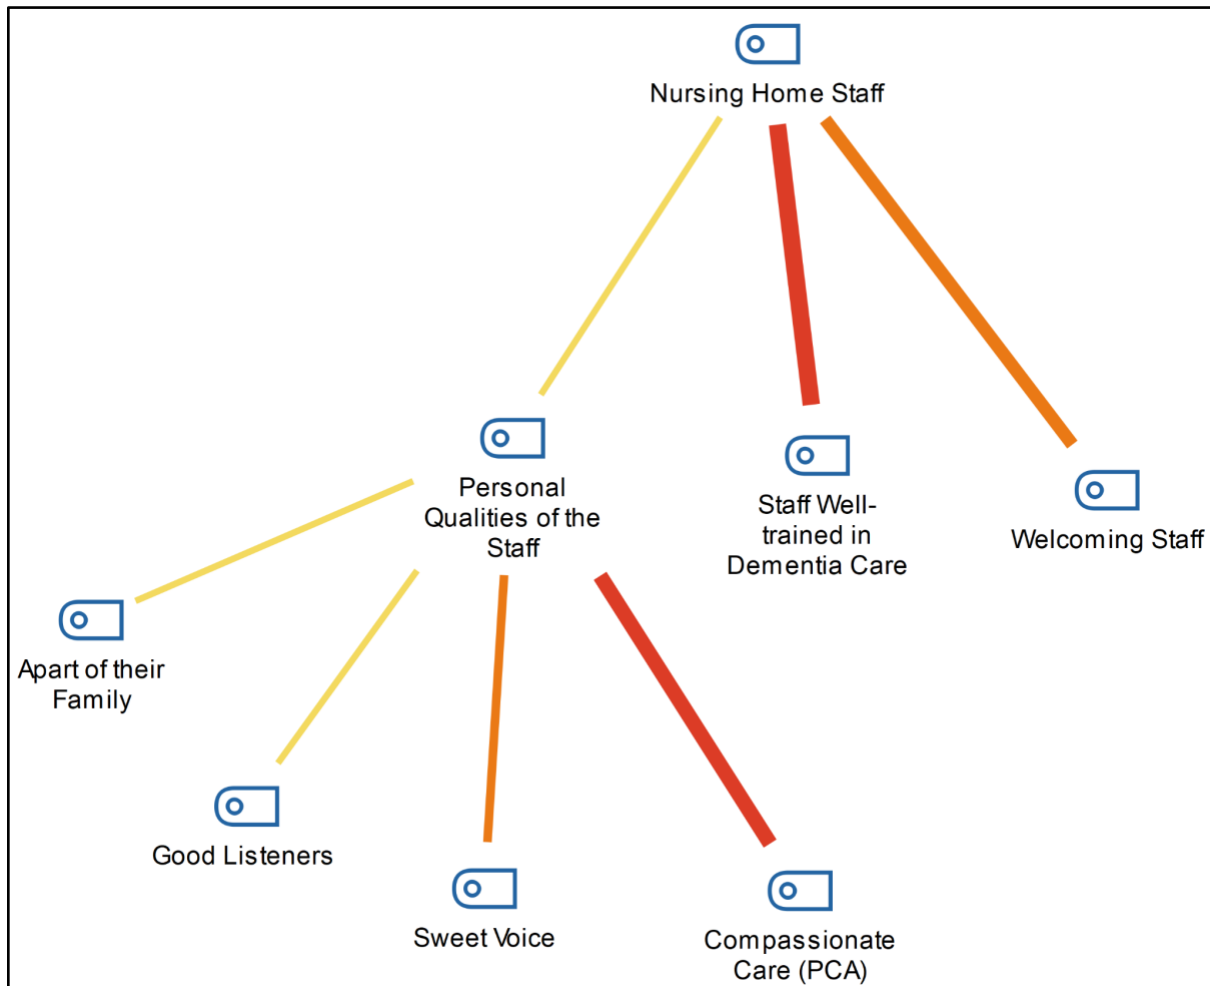 Nursing Home Staff
Personal
Qualities of the
Staff
Staff Well-
trained in
Dementia Care
Welcoming Staff
Apart of their
Family
Good Listeners
Sweet Voice
Compassionate
Care (PCA)